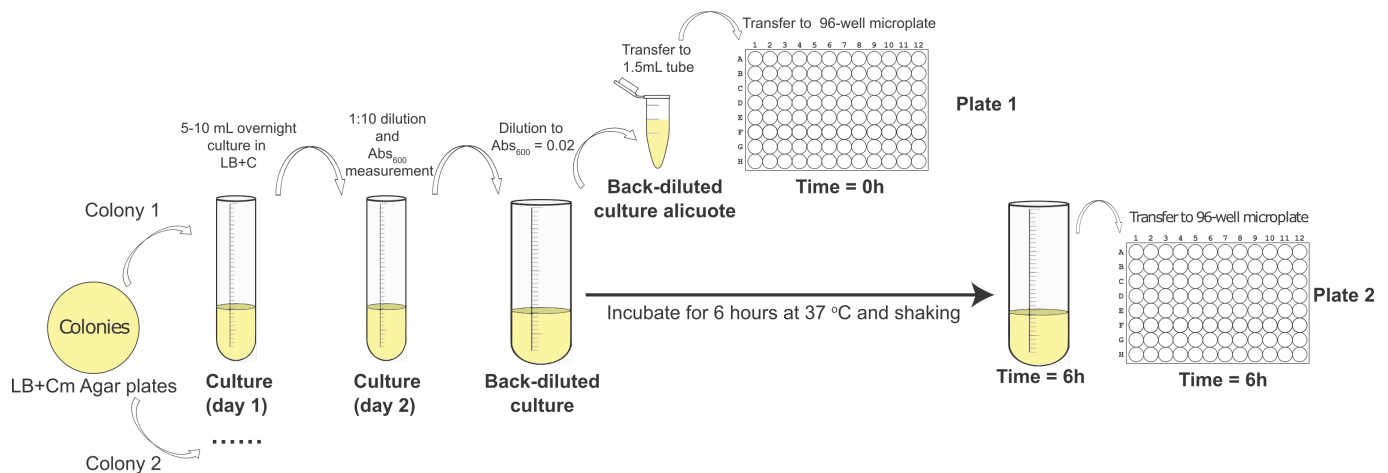 Colonies
LB+Cm Agar plates
Colony 1
Colony 2
5-10 mL overnight
culture in
LB+C
Culture
(day 1)
......
1:10 dilution
and
Abs600
measurement
Culture
(day 2)
Dilution to
Abs600 = 0.02
Back-diluted
culture
Transfer to
1.5mL tube
Back-diluted
culture alicuote
Transfer to 96-well microplate
1 2 3 4 5 6 7 8 9 10 11 12
A
B
C
D
E
F
G
H
Plate 1
Time = 0h
Incubate for 6 hours at 37 ºC and shaking
Time = 6h
Transfer to 96-well microplate
1 2 3 4 5 6 7 8 9 10 11 12
A
B
C
D
E
F
G
H
Plate 2
Time = 6h